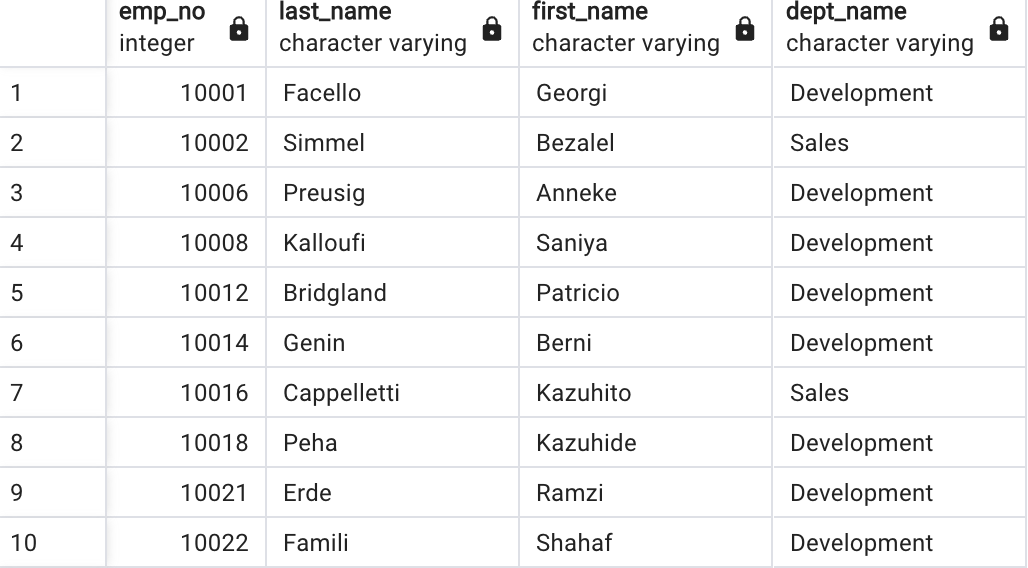 emp_no last_name first_name dept_name
integer character varying character varying character varying
1 10001 Facello Georgi Development
2 10002 Simmel Bezalel Sales
3 10006 Preusig Anneke Development
4 10008 Kalloufi Saniya Development
5 10012 Bridgland Patricio Development
6 10014 Genin Berni Development
7 10016 Cappelletti Kazuhito Sales
8 10018 Peha Kazuhide Development
9 10021 Erde Ramzi Development
10 10022 Famili Shahaf Development